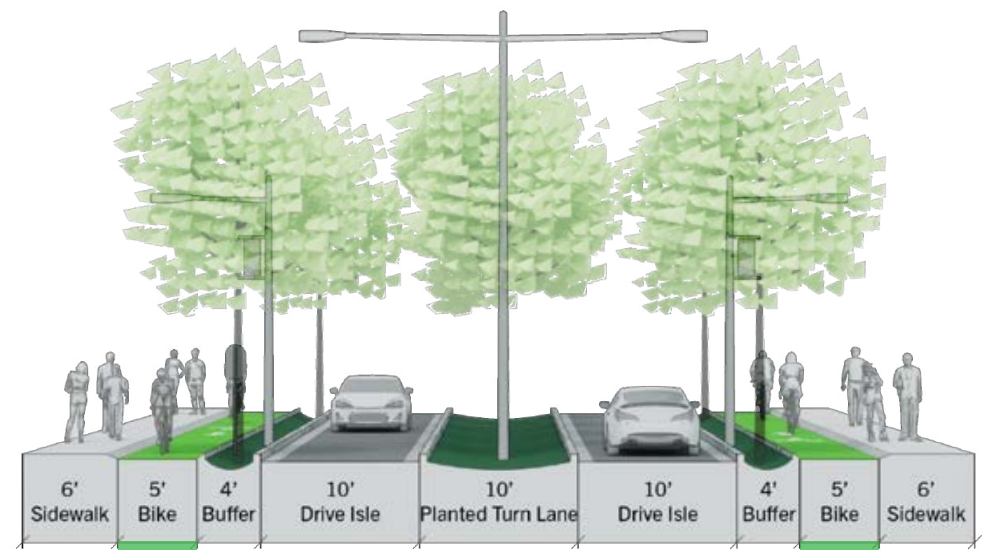 6'
Sidewalk
5'
Bike
4'
Buffer
10'
Drive Isle
10'
Planted Turn Lane
10'
Drive Isle
4'
Buffer
5'
Bike
6'
Sidewalk